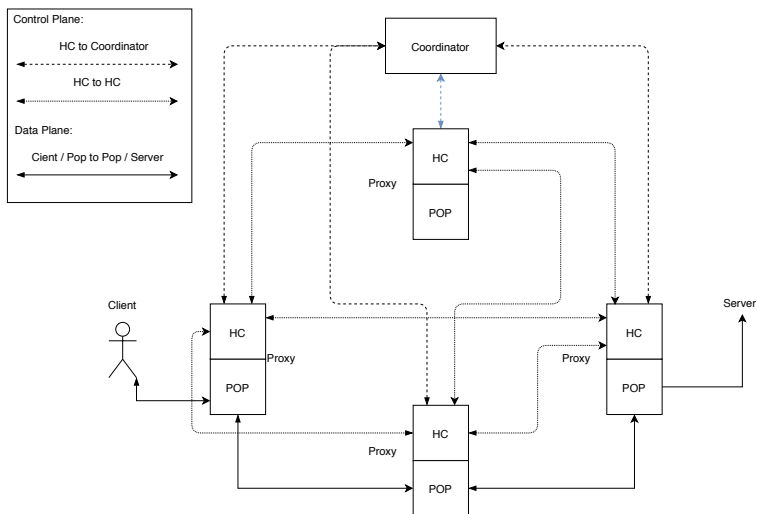 Control Plane:
HC to Coordinator
HC to HC
Data Plane:
Cient / Pop to Pop / Server
Coordinator
HC
Proxy
POP
Client
Server
HC
Proxy
POP
HC
Proxy
POP
HC
Proxy
POP